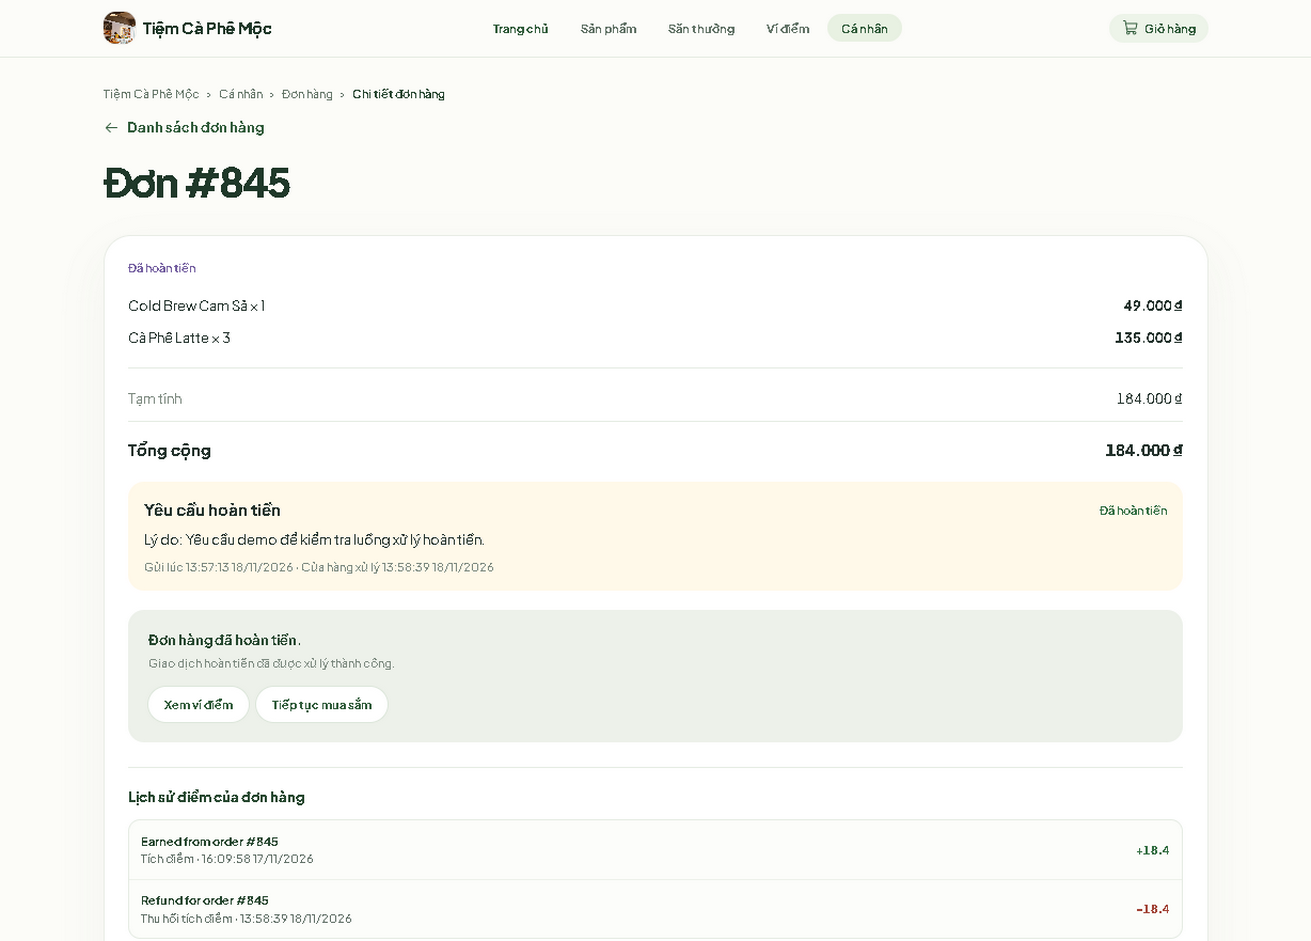 Tiệm Cà Phê Mộc
Trang chủ
Sản phẩm
Săn thưởng
Ví điểm
Cá nhân
Giỏ hàng
Tiệm Cà Phê Mộc › Cá nhân › Đơn hàng › Chi tiết đơn hàng
← Danh sách đơn hàng
Đơn #845
Đã hoàn tiền
Cold Brew Cam Sả × 1 49.000 ₫
Cà Phê Latte × 3 135.000 ₫
Tạm tính 184.000 ₫
Tổng cộng 184.000 ₫
Yêu cầu hoàn tiền Đã hoàn tiền
Lý do: Yêu cầu demo để kiểm tra luồng xử lý hoàn tiền.
Gửi lúc 13:57:13 18/11/2026 · Cửa hàng xử lý 13:58:39 18/11/2026
Đơn hàng đã hoàn tiền.
Giao dịch hoàn tiền đã được xử lý thành công.
Xem ví điểm
Tiếp tục mua sắm
Lịch sử điểm của đơn hàng
Earned from order #845
Tích điểm · 16:09:58 17/11/2026 +18.4
Refund for order #845
Thu hồi tích điểm · 13:58:39 18/11/2026 -18.4